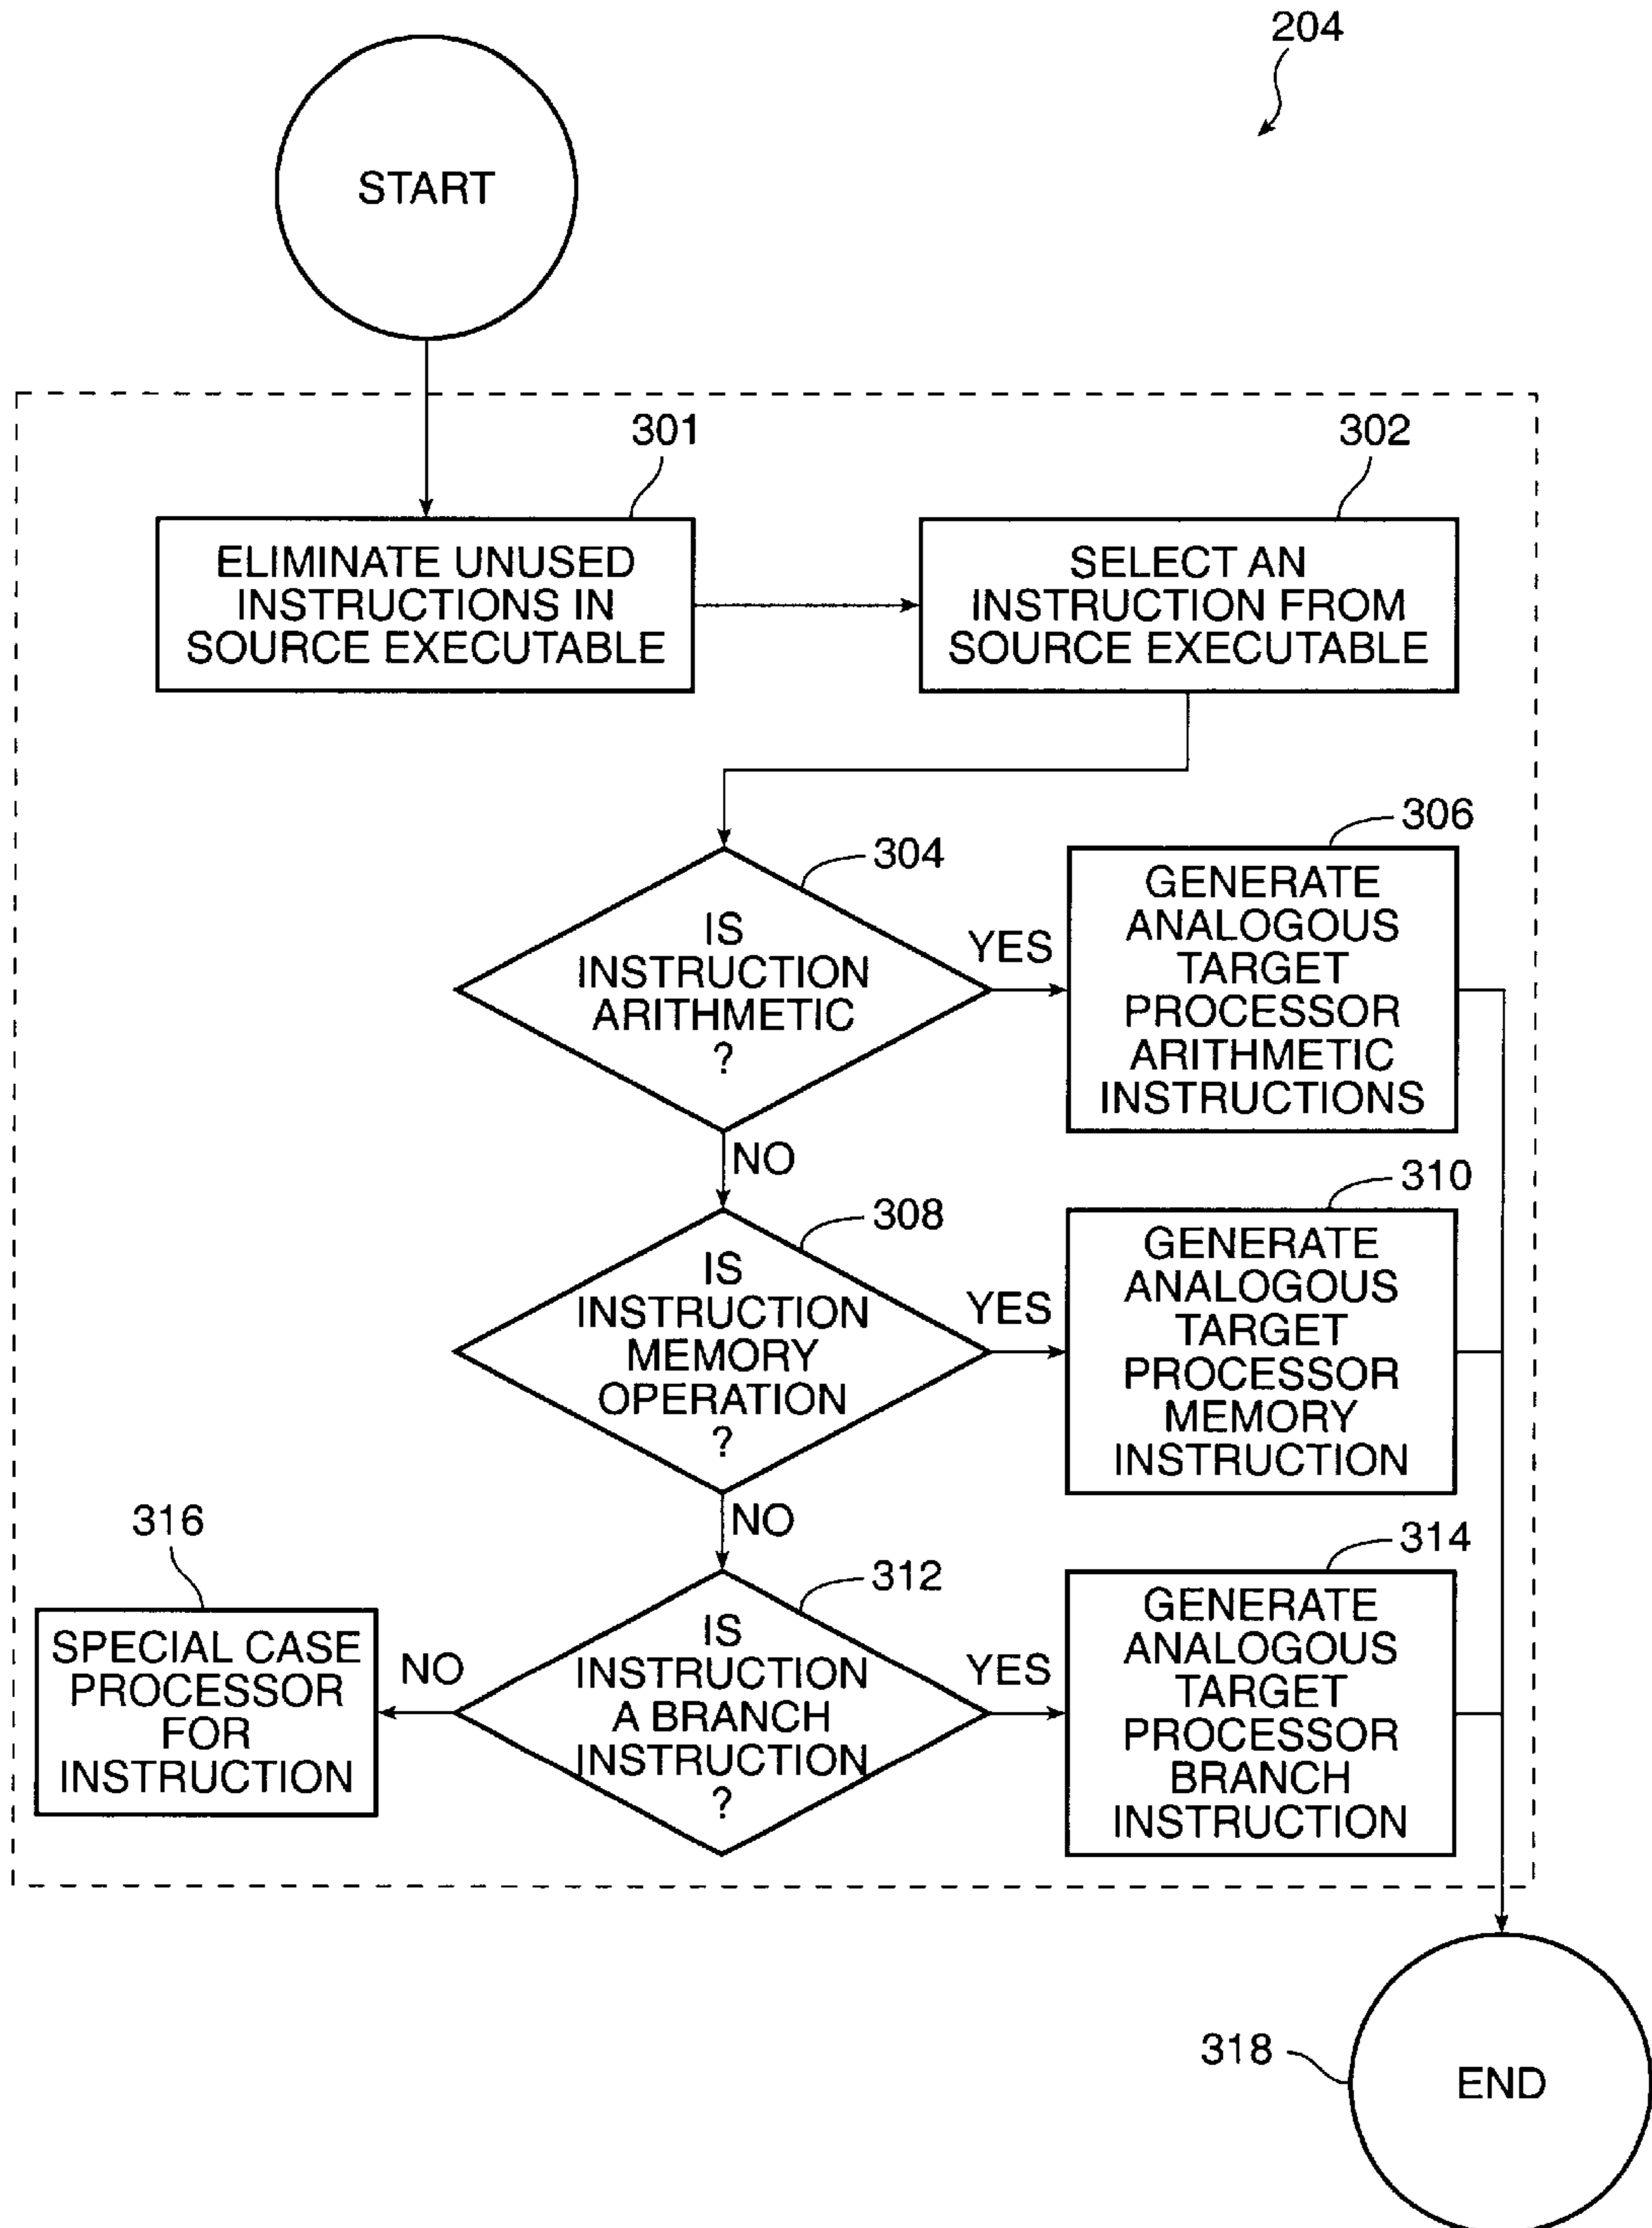 204
START
301
302
ELIMINATE UNUSED
INSTRUCTIONS IN
SOURCE EXECUTABLE
SELECT AN
INSTRUCTION FROM
SOURCE EXECUTABLE
304
IS
INSTRUCTION
ARITHMETIC
?
YES
306
GENERATE
ANALOGOUS
TARGET
PROCESSOR
ARITHMETIC
INSTRUCTIONS
NO
308
IS
INSTRUCTION
MEMORY
OPERATION
?
YES
310
GENERATE
ANALOGOUS
TARGET
PROCESSOR
MEMORY
INSTRUCTION
NO
312
IS
INSTRUCTION
A BRANCH
INSTRUCTION
?
YES
314
GENERATE
ANALOGOUS
TARGET
PROCESSOR
BRANCH
INSTRUCTION
NO
316
SPECIAL CASE
PROCESSOR
FOR
INSTRUCTION
318
END